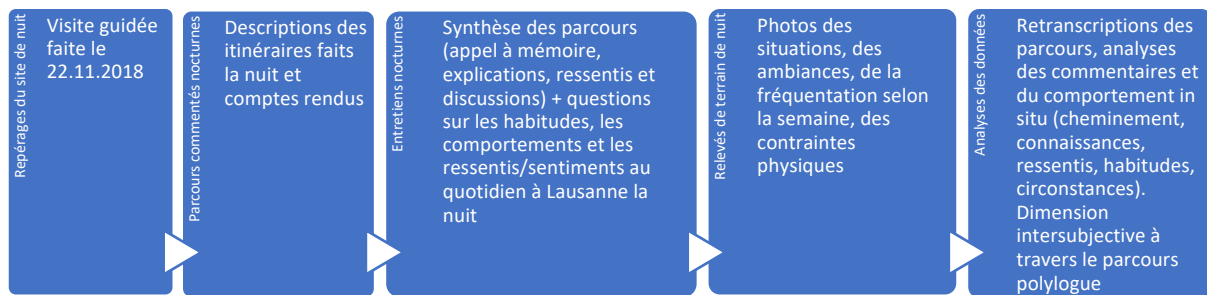 Repérages du site de nuit
Visite guidée
faite le
22.11.2018
Parcours commentés nocturnes
Descriptions des
itinéraires faits
la nuit et
comptes rendus
Entretiens nocturnes
Synthèse des parcours
(appel à mémoire,
explications, ressentis et
discussions) + questions
sur les habitudes, les
comportements et les
ressentis/sentiments au
quotidien à Lausanne la
nuit
Relevés de terrain de nuit
Photos des
situations, des
ambiances, de la
fréquentation selon
la semaine, des
contraintes
physiques
Analyses des données
Retranscriptions des
parcours, analyses
des commentaires et
du comportement in
situ (cheminement,
connaissances,
ressentis, habitudes,
circonstances).
Dimension
intersubjective à
travers le parcours
polylogue